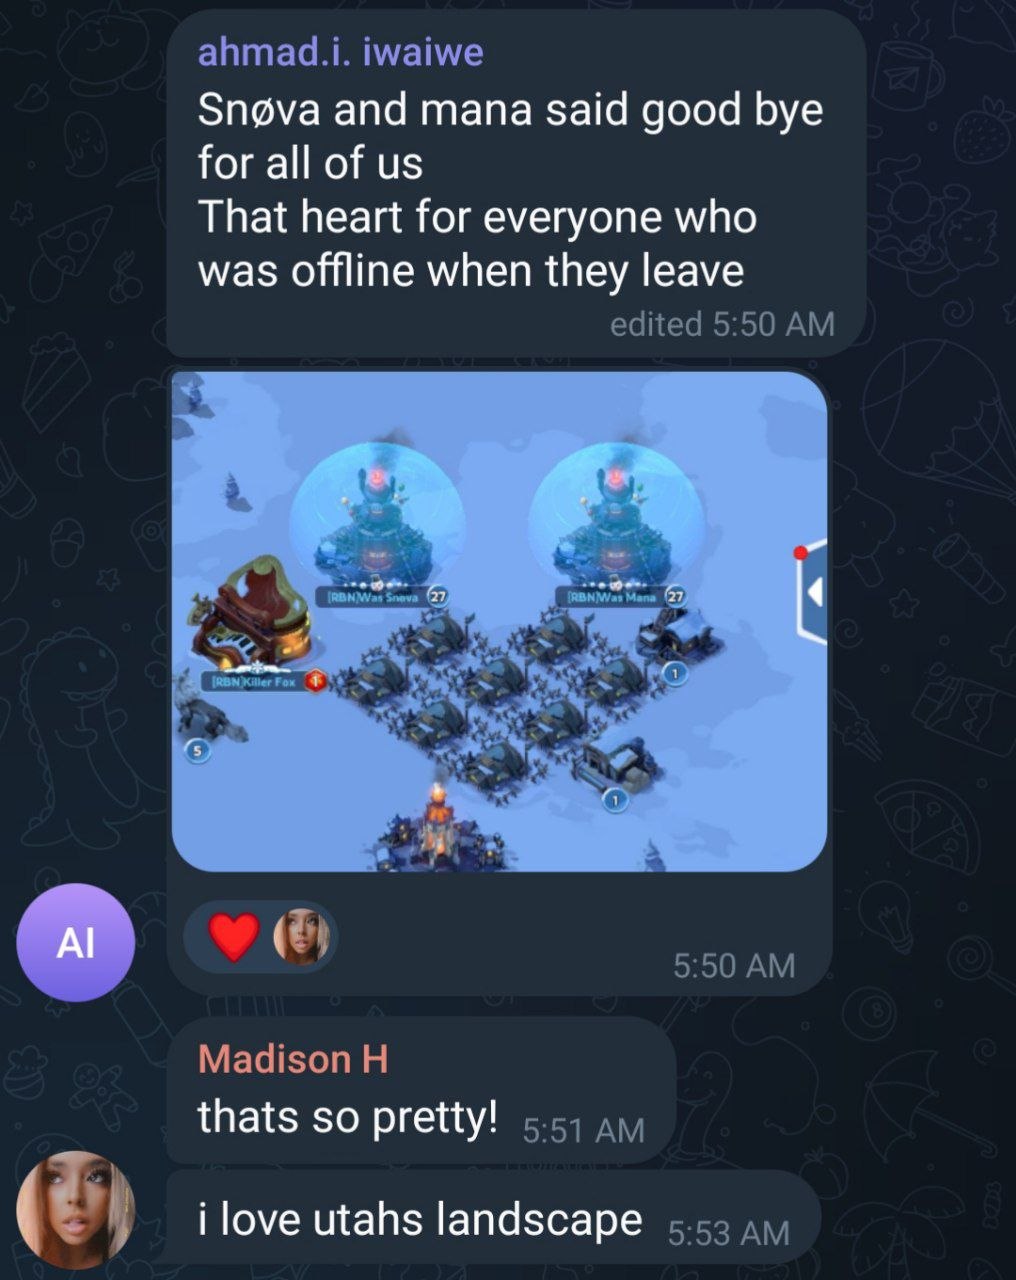 ahmad.i. iwaiwe
Snøva and mana said good bye
for all of us
That heart for everyone who
was offline when they leave
edited 5:50 AM
[RBN]Was Snøva 27
[RBN]Was Mana 27
[RBN]Killer Fox 1
1
5
1
AI
5:50 AM
Madison H
thats so pretty! 5:51 AM
i love utahs landscape 5:53 AM